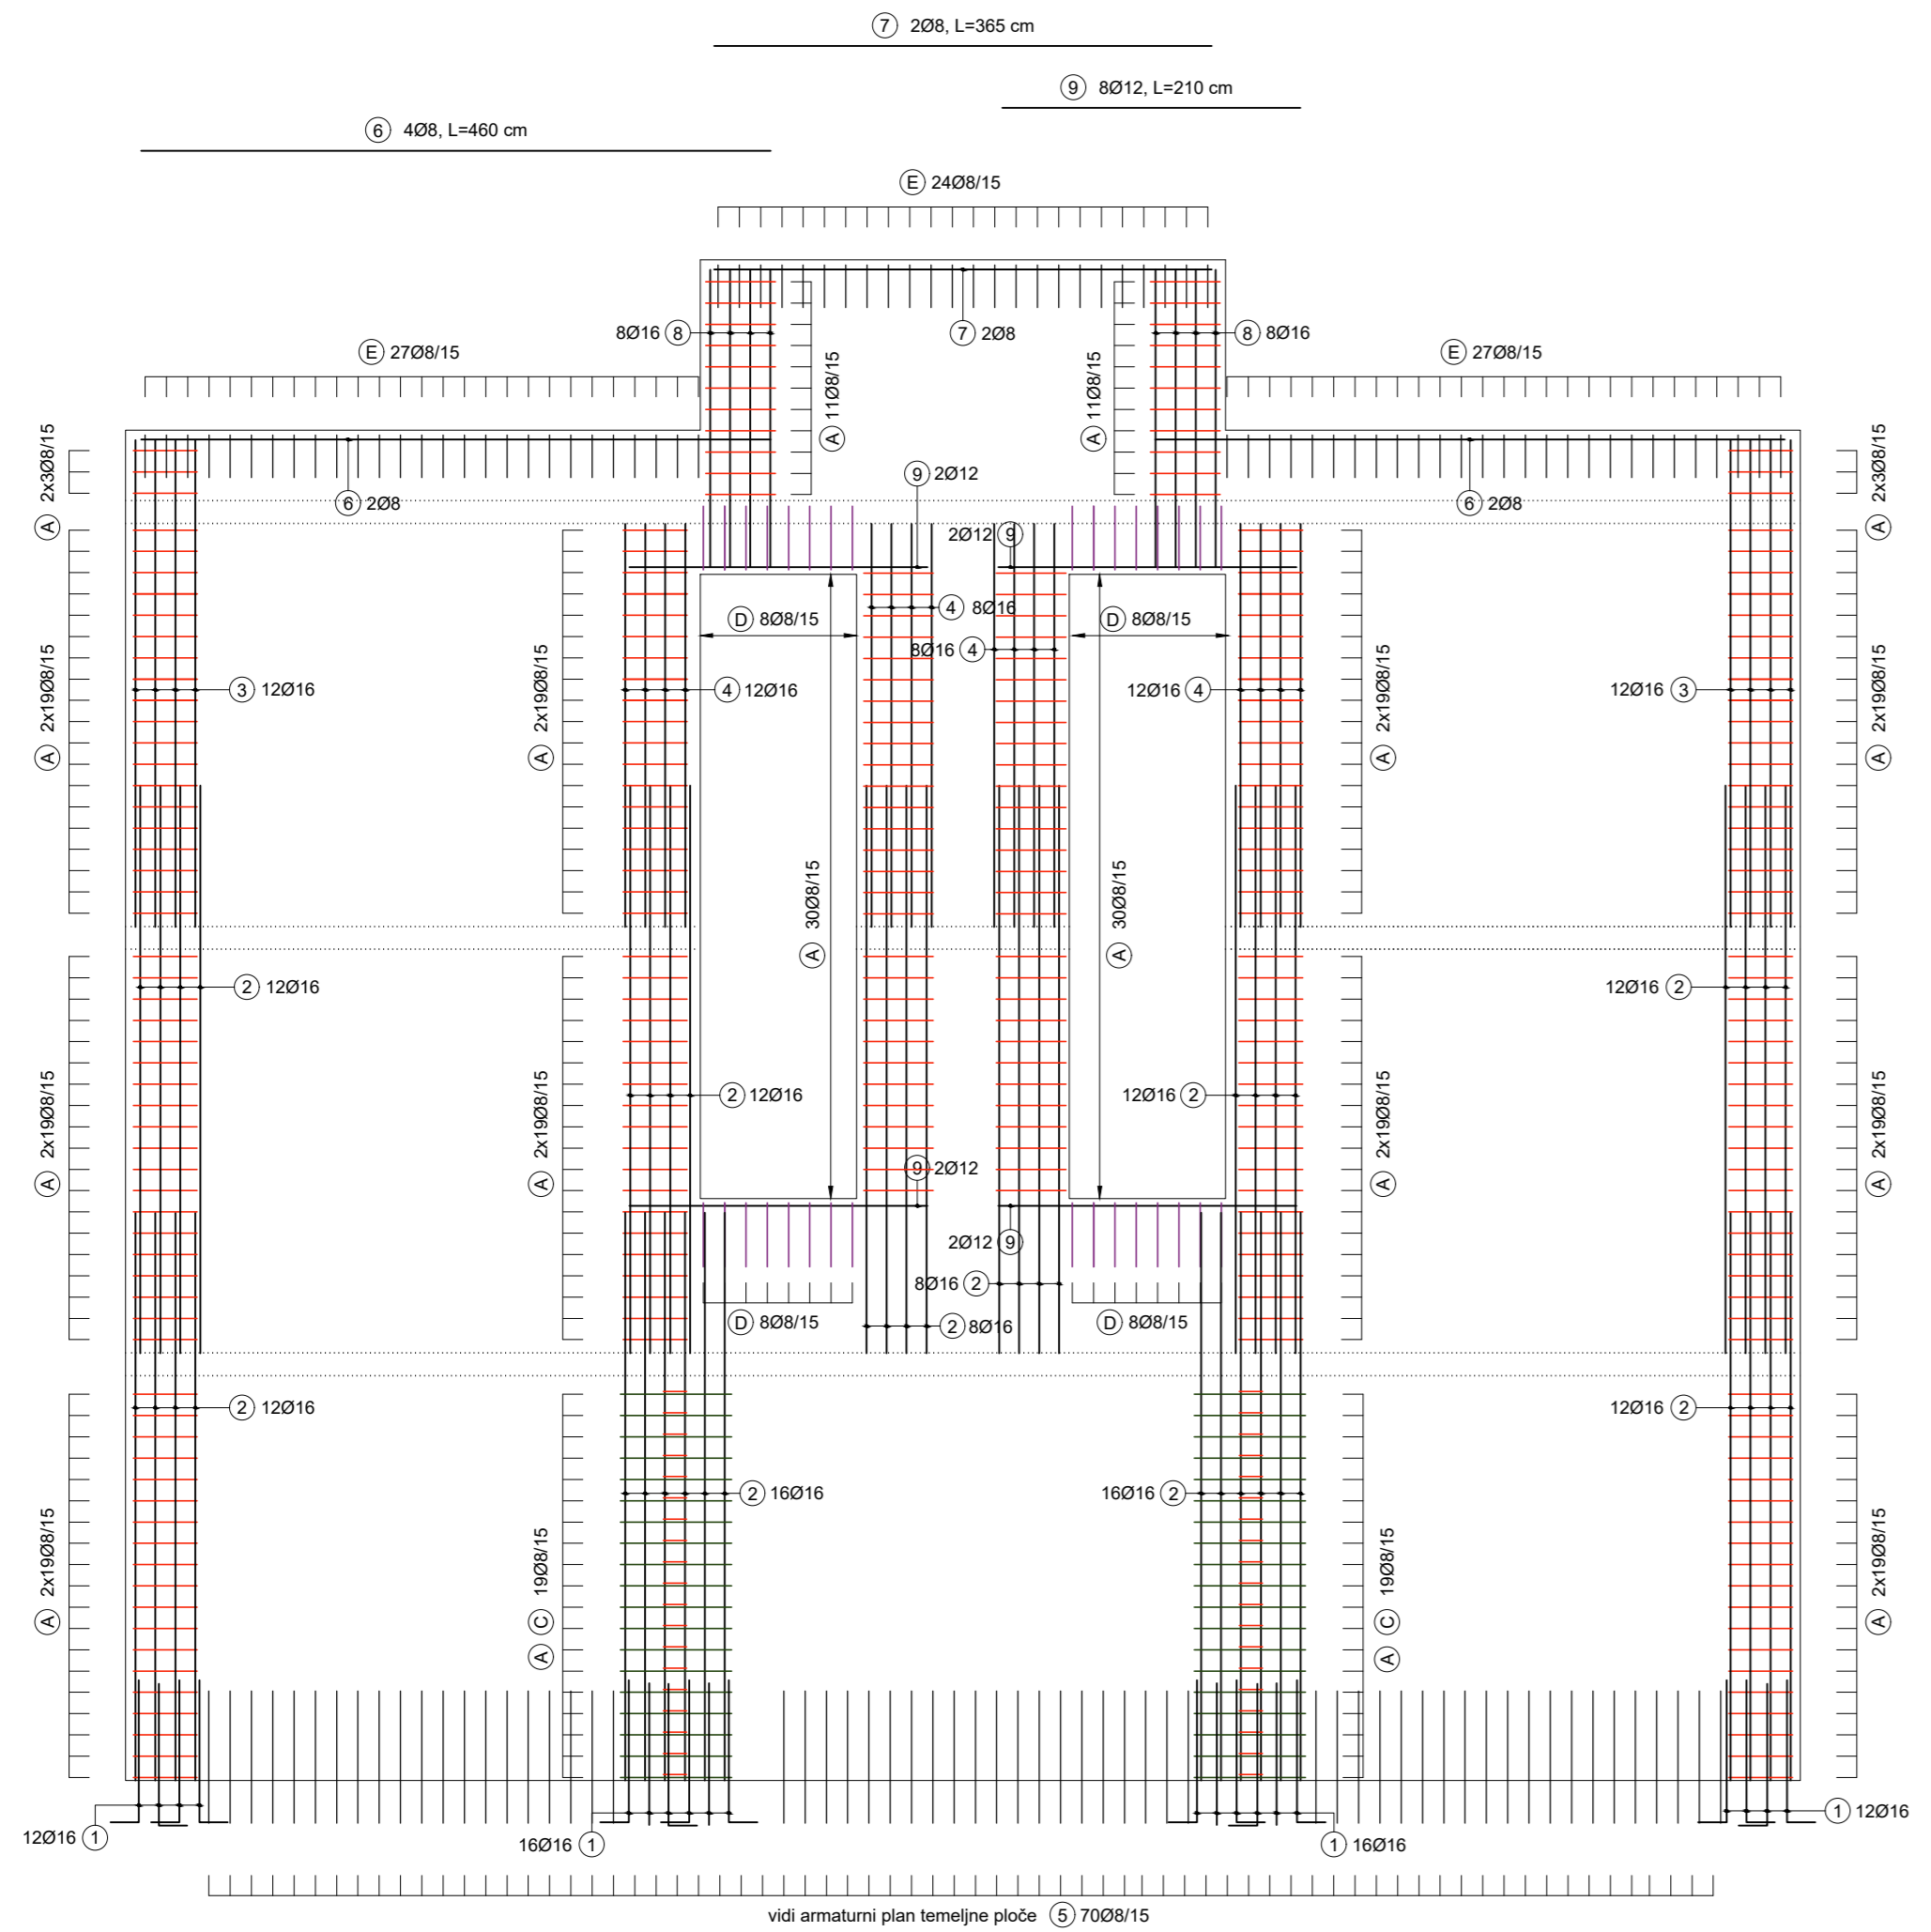 7 2Ø8, L=365 cm
9 8Ø12, L=210 cm
6 4Ø8, L=460 cm
E 24Ø8/15
8Ø16 8
7 2Ø8
8 8Ø16
E 27Ø8/15
E 27Ø8/15
A 11Ø8/15
A 11Ø8/15
A 2x3Ø8/15
A 2x3Ø8/15
9 2Ø12
6 2Ø8
6 2Ø8
2Ø12 9
D 8Ø8/15
4 8Ø16
D 8Ø8/15
8Ø16 4
A 2x19Ø8/15
3 12Ø16
A 2x19Ø8/15
4 12Ø16
12Ø16 4
A 2x19Ø8/15
12Ø16 3
A 2x19Ø8/15
A 30Ø8/15
A 30Ø8/15
2 12Ø16
12Ø16 2
A 2x19Ø8/15
A 2x19Ø8/15
2 12Ø16
12Ø16 2
A 2x19Ø8/15
A 2x19Ø8/15
9 2Ø12
2Ø12 9
8Ø16 2
D 8Ø8/15
2 8Ø16
D 8Ø8/15
2 12Ø16
12Ø16 2
2 16Ø16
16Ø16 2
A 2x19Ø8/15
A C 19Ø8/15
A C 19Ø8/15
A 2x19Ø8/15
12Ø16 1
16Ø16 1
1 16Ø16
1 12Ø16
vidi armaturni plan temeljne ploče 5 70Ø8/15